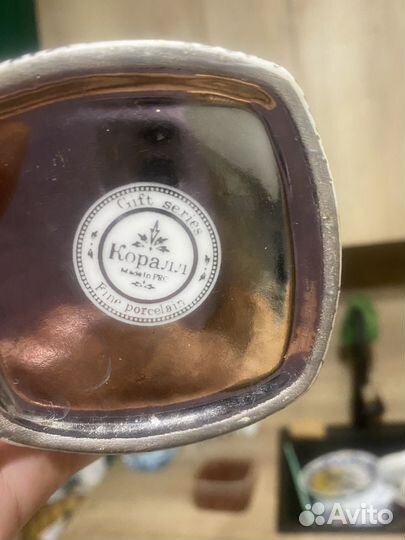 Gift series
Коралл
Made in PRC
Fine porcelain
Avito